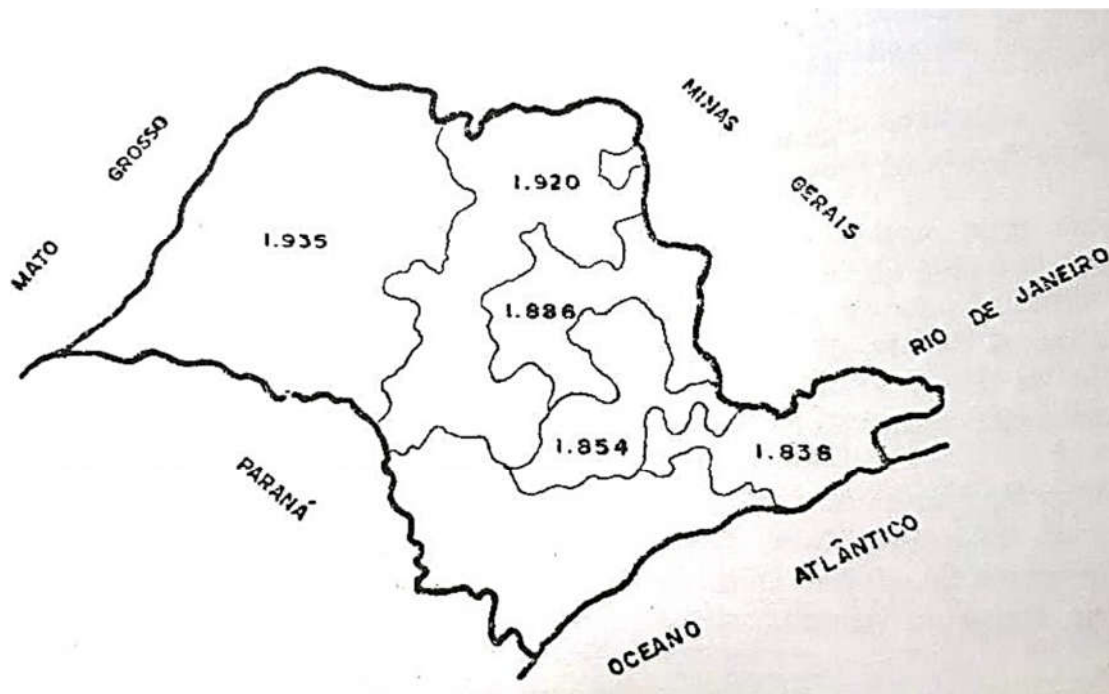 MINAS
GERAIS
MATO
GROSSO
1.920
1.935
1.886
RIO DE JANEIRO
1.854
1.838
PARANÁ
OCEANO
ATLÂNTICO